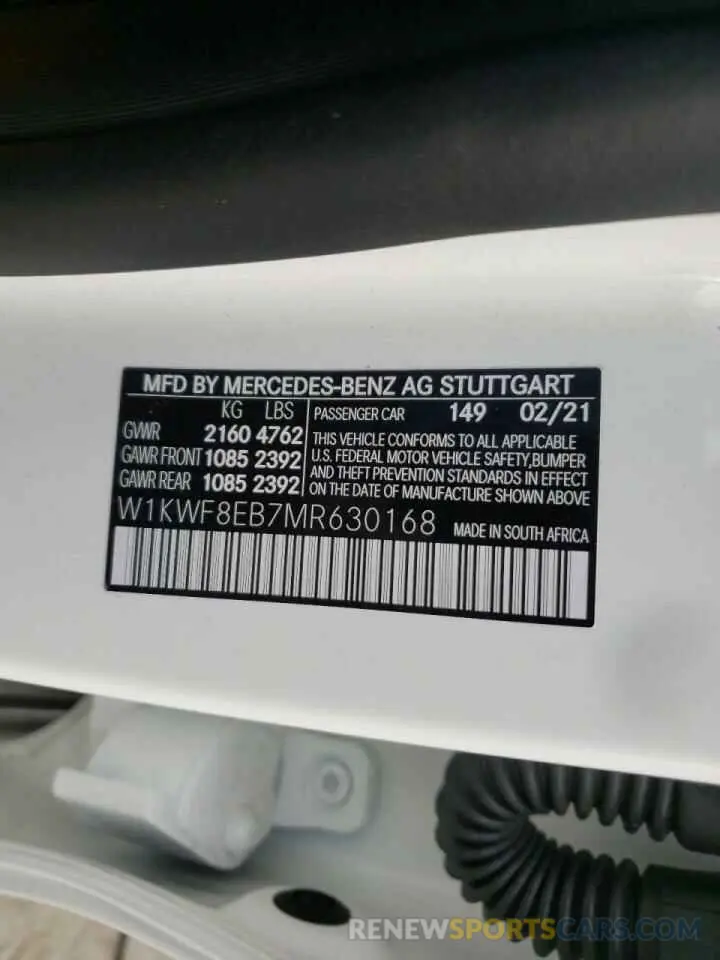 MFD BY MERCEDES-BENZ AG STUTTGART
KG LBS
GVWR 2160 4762
GAWR FRONT 1085 2392
GAWR REAR 1085 2392
PASSENGER CAR 149 02/21
THIS VEHICLE CONFORMS TO ALL APPLICABLE
U.S. FEDERAL MOTOR VEHICLE SAFETY,BUMPER
AND THEFT PREVENTION STANDARDS IN EFFECT
ON THE DATE OF MANUFACTURE SHOWN ABOVE
W1KWF8EB7MR630168 MADE IN SOUTH AFRICA
RENEWSPORTSCARS.COM